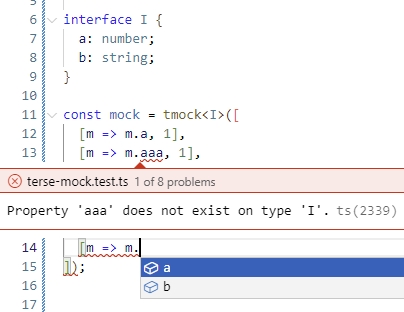 5
6 interface I {
7 a: number;
8 b: string;
9 }
10
11 const mock = tmock<I>([
12 [m => m.a, 1],
13 [m => m.aaa, 1],
terse-mock.test.ts 1 of 8 problems
Property 'aaa' does not exist on type 'I'. ts(2339)
14 [m => m.
a
15 ]);
b
16
17